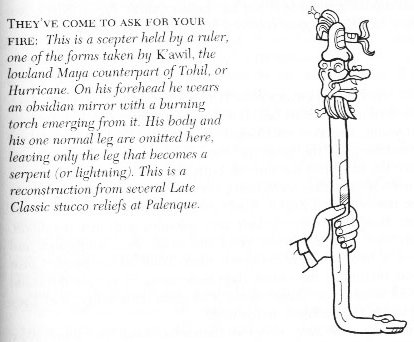 THEY'VE COME TO ASK FOR YOUR
FIRE: This is a scepter held by a ruler,
one of the forms taken by K'awil, the
lowland Maya counterpart of Tohil, or
Hurricane. On his forehead he wears
an obsidian mirror with a burning
torch emerging from it. His body and
his one normal leg are omitted here,
leaving only the leg that becomes a
serpent (or lightning). This is a
reconstruction from several Late
Classic stucco reliefs at Palenque.